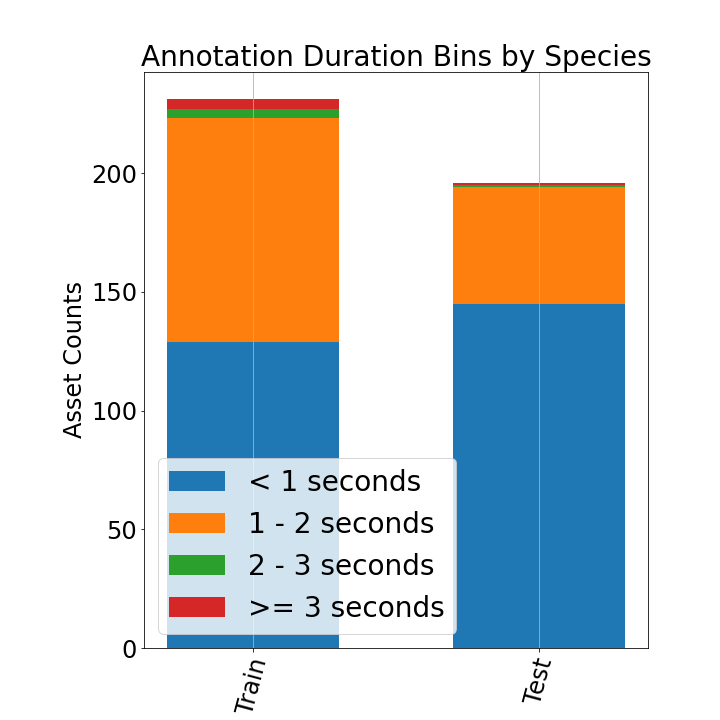 Annotation Duration Bins by Species
Asset Counts
200
150
100
50
0
< 1 seconds
1 - 2 seconds
2 - 3 seconds
>= 3 seconds
Train
Test